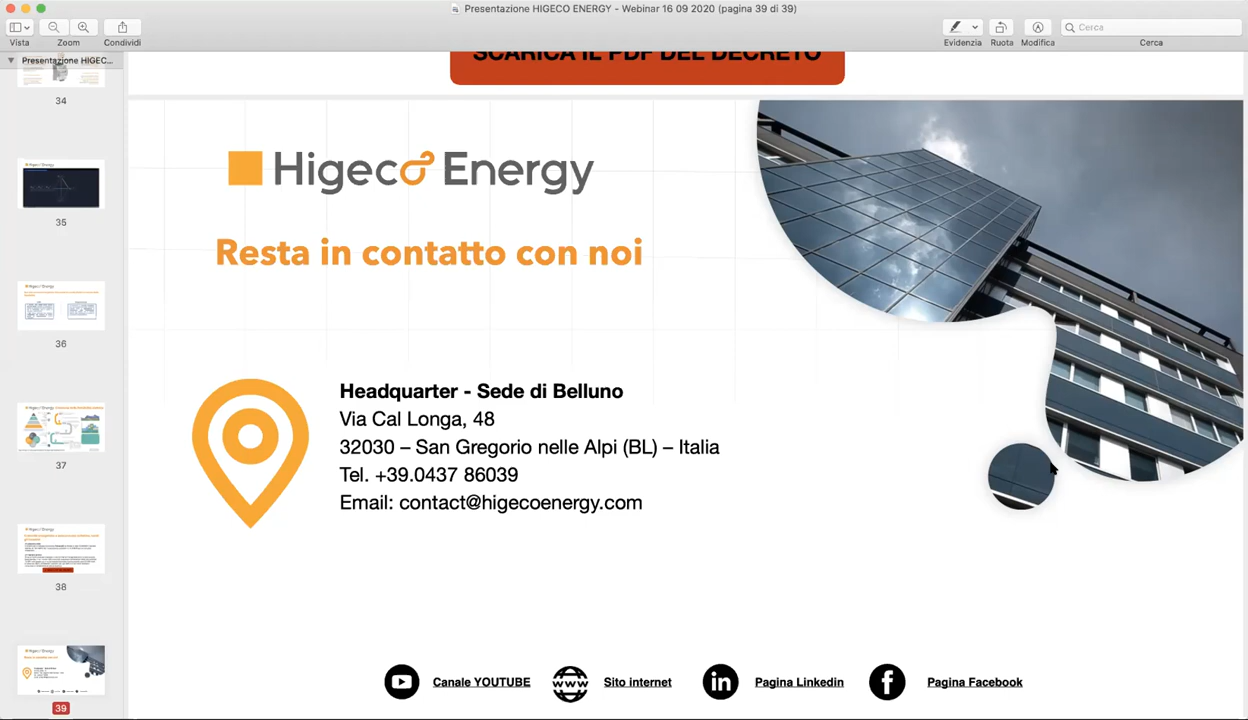 Presentazione HIGECO ENERGY - Webinar 16 09 2020 (pagina 39 di 39)
Vista
Zoom
Condividi
Evidenzia
Ruota
Modifica
Cerca
Cerca
Presentazione HIGEC...
34
35
36
37
38
39
SCARICA IL PDF DEL DECRETO
Higeco Energy
Resta in contatto con noi
Headquarter - Sede di Belluno
Via Cal Longa, 48
32030 – San Gregorio nelle Alpi (BL) – Italia
Tel. +39.0437 86039
Email: contact@higecoenergy.com
Canale YOUTUBE
WWW
Sito internet
in
Pagina Linkedin
f
Pagina Facebook